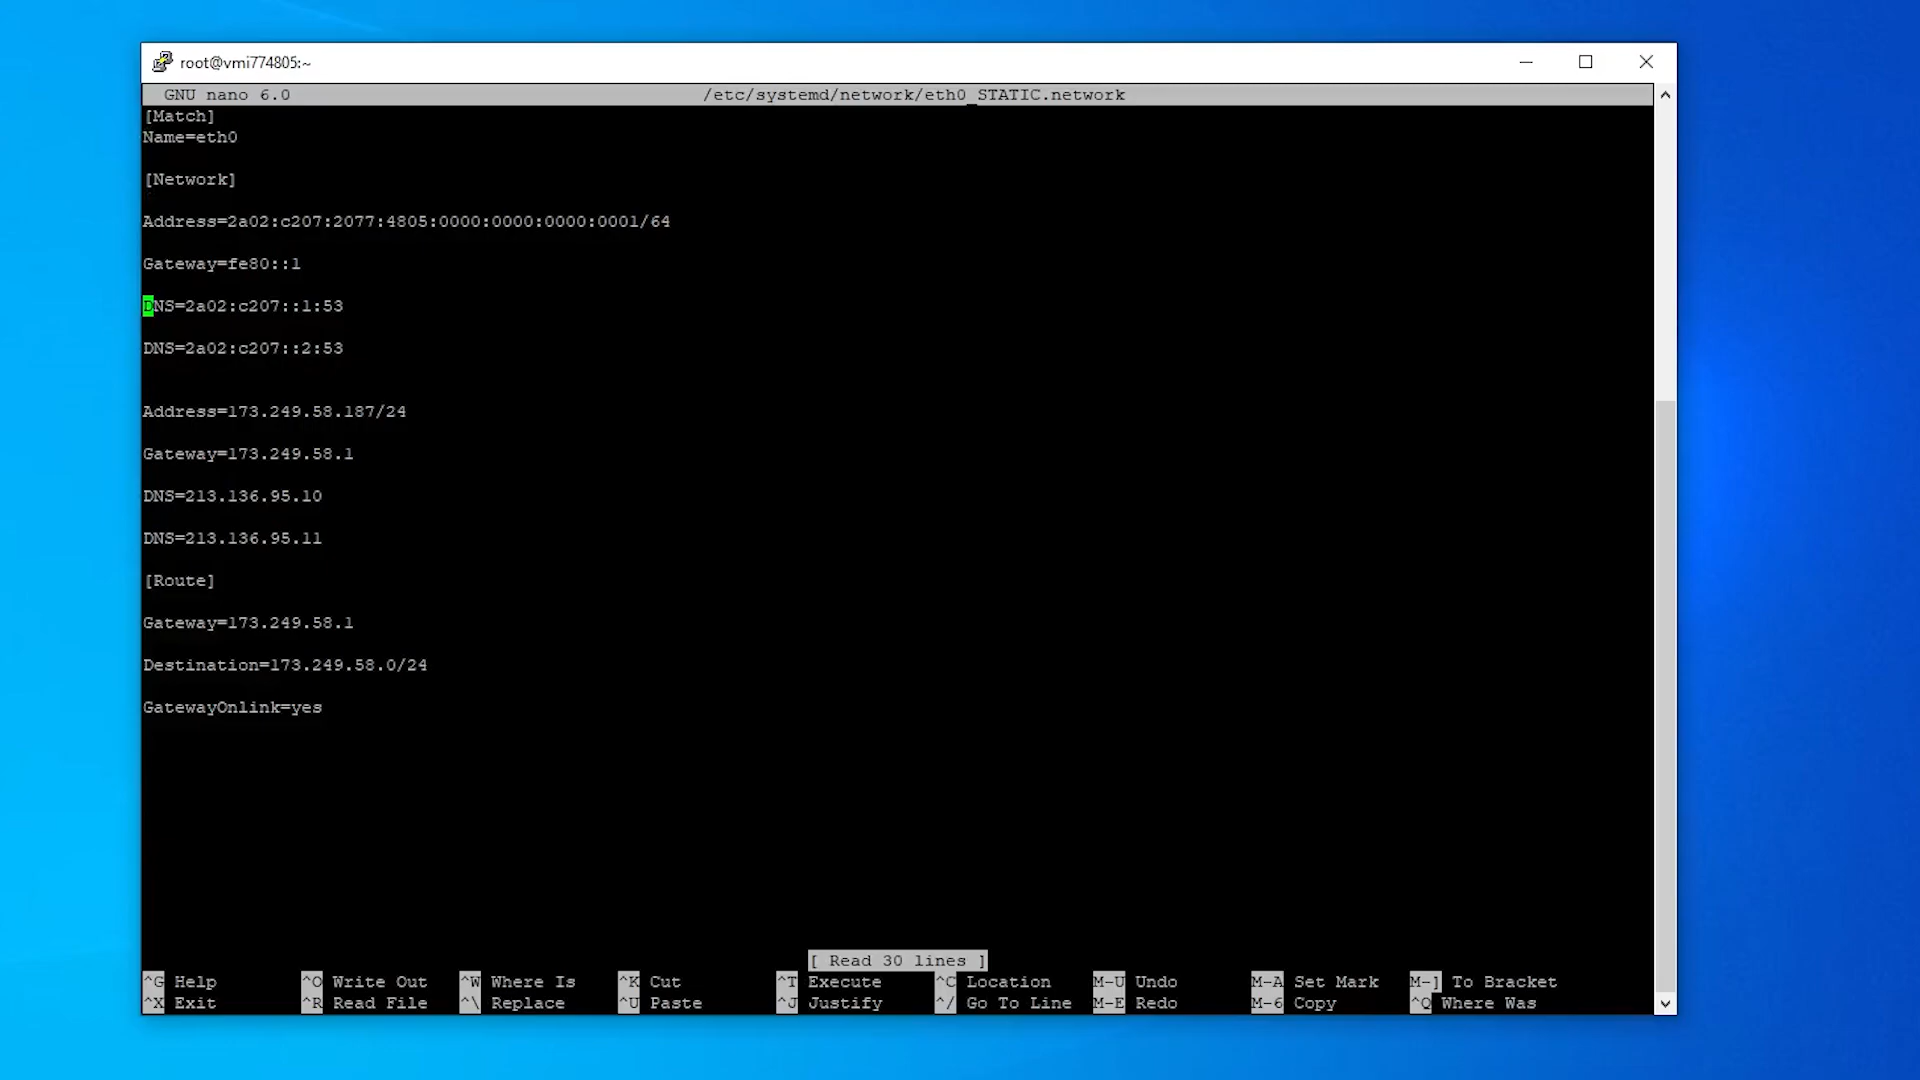 root@vmi774805:~
GNU nano 6.0 /etc/systemd/network/eth0_STATIC.network
[Match]
Name=eth0
[Network]
Address=2a02:c207:2077:4805:0000:0000:0000:0001/64
Gateway=fe80::1
DNS=2a02:c207::1:53
DNS=2a02:c207::2:53
Address=173.249.58.187/24
Gateway=173.249.58.1
DNS=213.136.95.10
DNS=213.136.95.11
[Route]
Gateway=173.249.58.1
Destination=173.249.58.0/24
GatewayOnlink=yes
[ Read 30 lines ]
^G Help ^O Write Out ^W Where Is ^K Cut ^T Execute ^C Location M-U Undo M-A Set Mark M-] To Bracket
^X Exit ^R Read File ^\ Replace ^U Paste ^J Justify ^/ Go To Line M-E Redo M-6 Copy ^Q Where Was